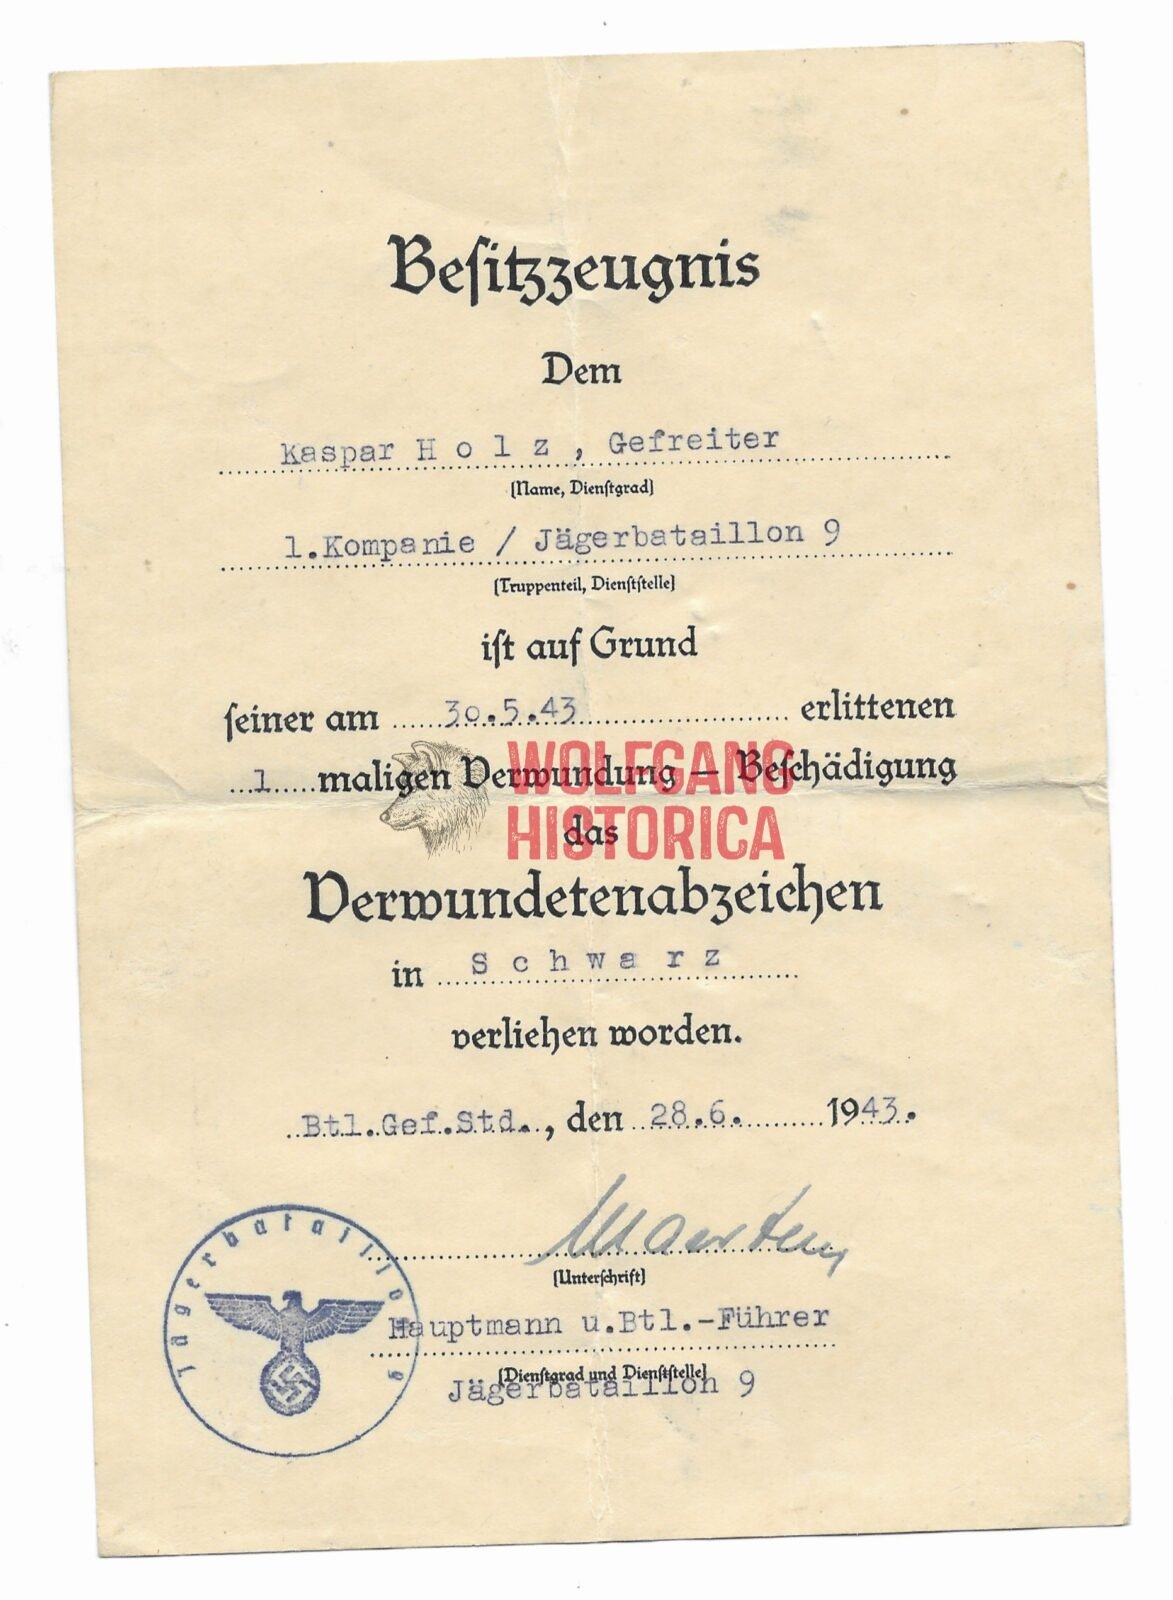 Besitzzeugnis
Dem
Kaspar H o l z , Gefreiter
(Name, Dienstgrad)
1.Kompanie / Jägerbataillon 9
(Truppenteil, Dienststelle)
ist auf Grund
seiner am 30.5.43 erlittenen
1 maligen Verwundung – Beschädigung
WOLFGANG
HISTORICA
das
Verwundetenabzeichen
in S c h w a r z
verliehen worden.
Btl.Gef.Std., den 28.6. 1943.
(Unterschrift)
Hauptmann u.Btl.-Führer
(Dienstgrad und Dienststelle)
Jägerbataillon 9
Jägerbataillon 9